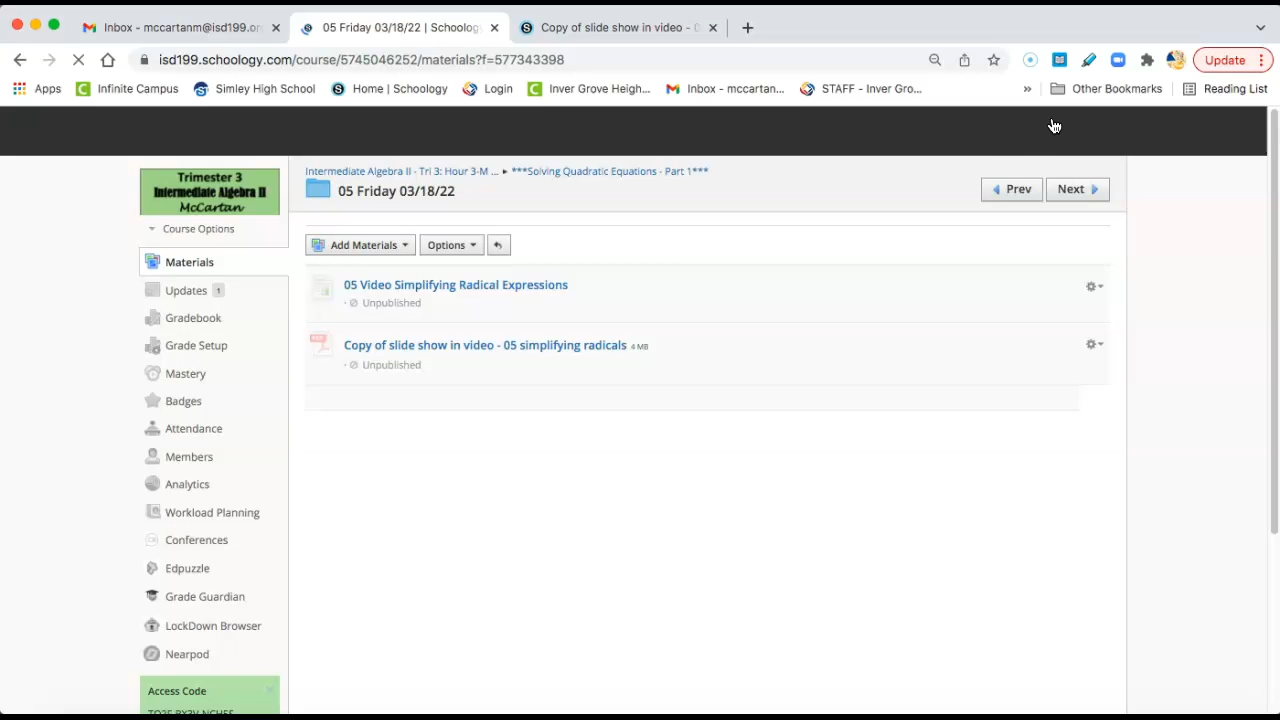 Inbox - mccartanm@isd199.or
05 Friday 03/18/22 | Schoolog
Copy of slide show in video - 0
isd199.schoology.com/course/5745046252/materials?f=577343398
Update
Apps
Infinite Campus
Simley High School
Home | Schoology
Login
Inver Grove Heigh...
Inbox - mccartan...
STAFF - Inver Gro...
»
Other Bookmarks
Reading List
Trimester 3
Intermediate Algebra II
McCartan
Course Options
Materials
Updates 1
Gradebook
Grade Setup
Mastery
Badges
Attendance
Members
Analytics
Workload Planning
Conferences
Edpuzzle
Grade Guardian
LockDown Browser
Nearpod
Access Code
Intermediate Algebra II - Tri 3: Hour 3-M ... ▸ ***Solving Quadratic Equations - Part 1***
05 Friday 03/18/22
Prev
Next
Add Materials
Options
05 Video Simplifying Radical Expressions
· Unpublished
Copy of slide show in video - 05 simplifying radicals 4 MB
· Unpublished